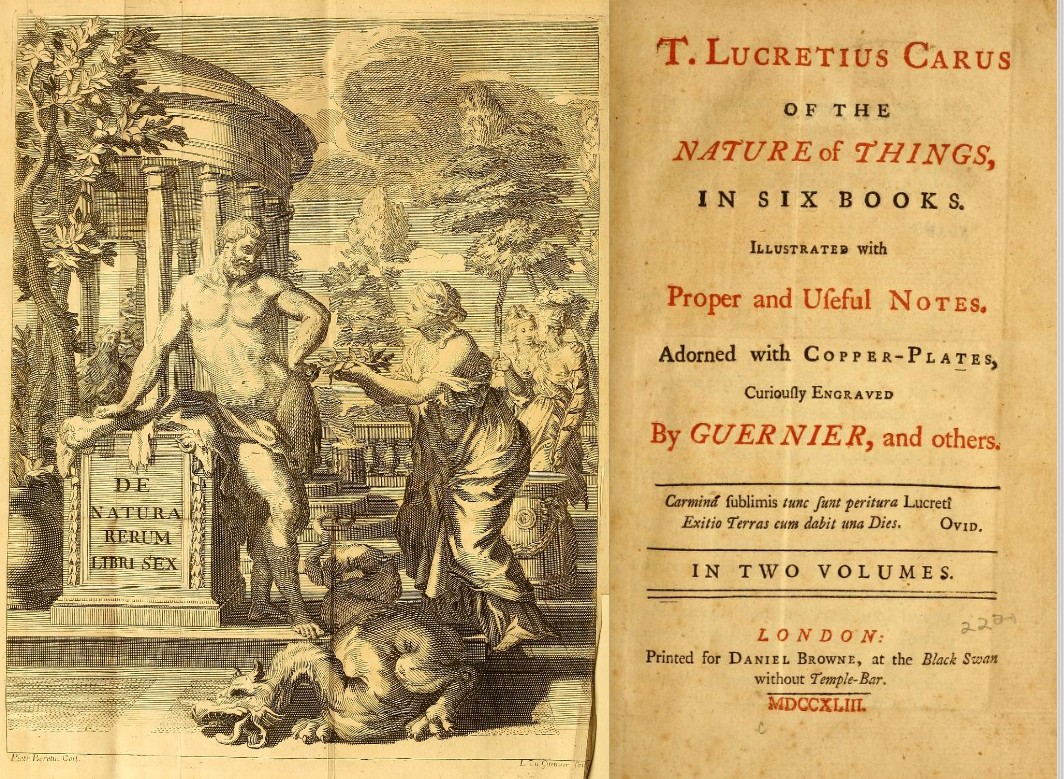 DE
NATURA
RERUM
LIBRI SEX
T. LUCRETIUS CARUS
OF THE
NATURE of THINGS,
IN SIX BOOKS.
ILLUSTRATED with
Proper and Uſeful NOTES.
Adorned with COPPER-PLATES,
Curiouſly ENGRAVED
By GUERNIER, and others.
Carmina ſublimis tunc ſunt peritura Lucretî
Exitio Terras cum dabit una Dies. OVID.
IN TWO VOLUMES.
LONDON:
Printed for DANIEL BROWNE, at the Black Swan
without Temple-Bar.
MDCCXLIII.